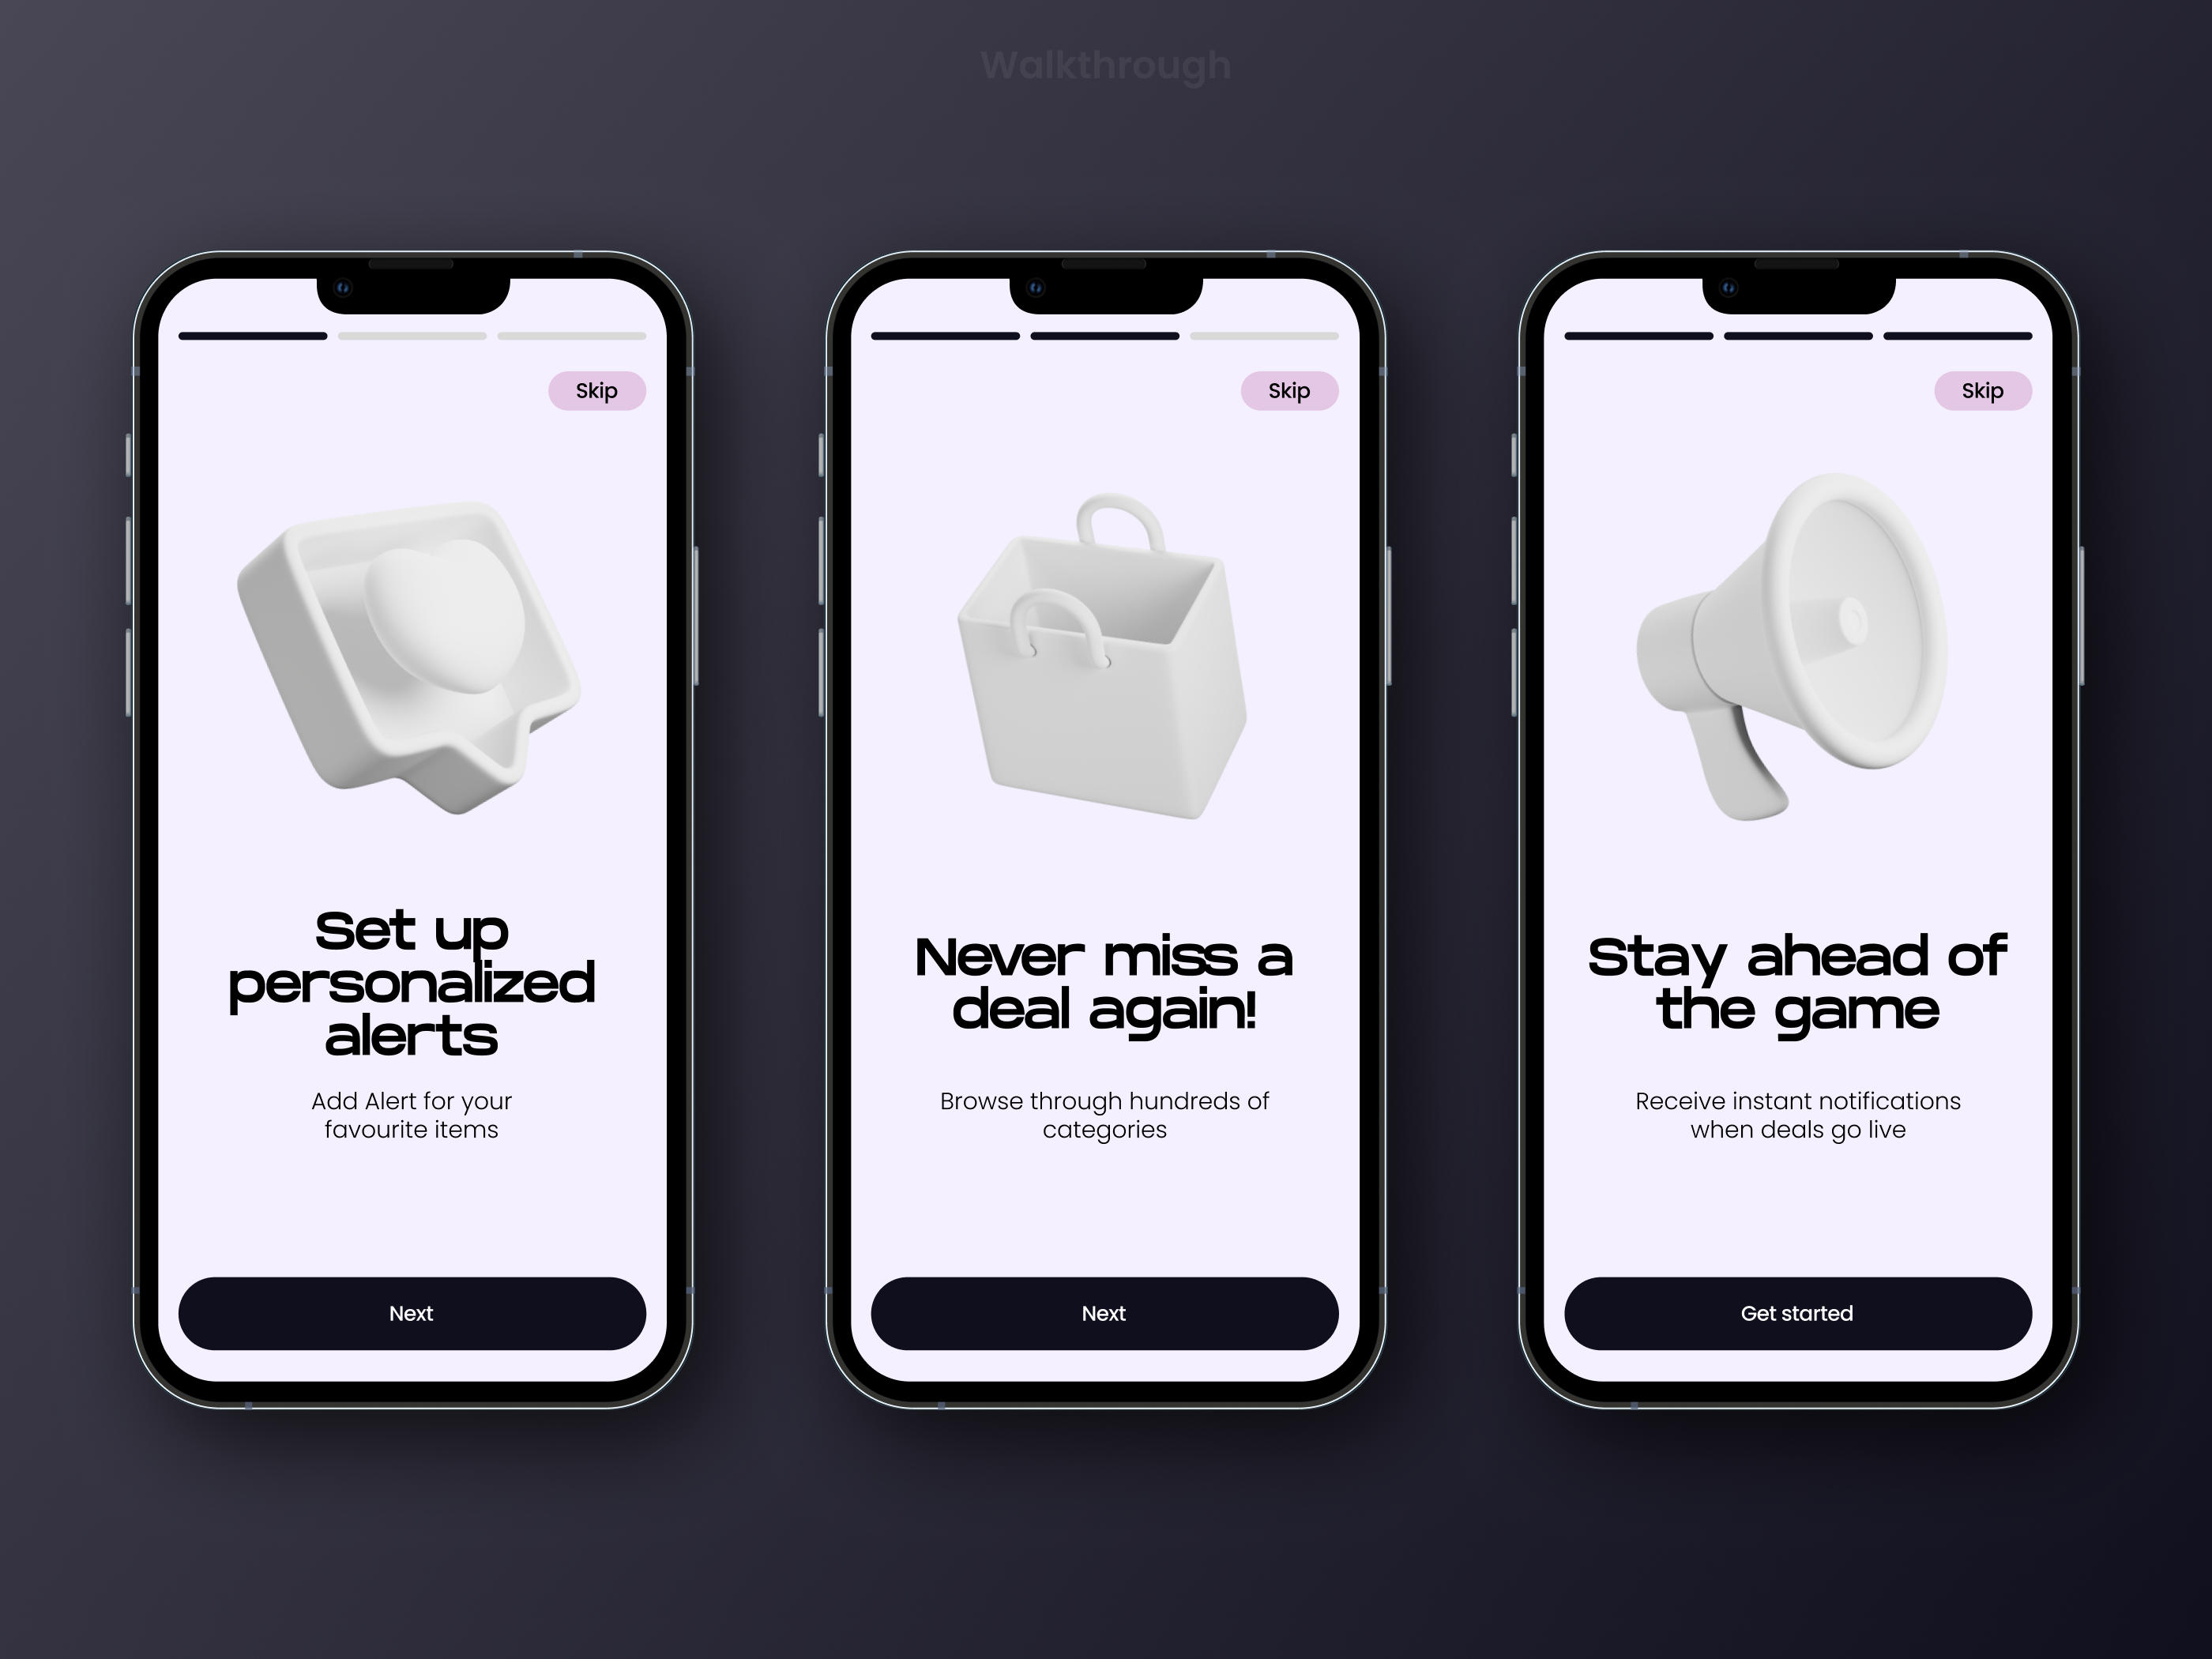 Walkthrough
Skip
Set up
personalized
alerts
Add Alert for your
favourite items
Next
Skip
Never miss a
deal again!
Browse through hundreds of
categories
Next
Skip
Stay ahead of
the game
Receive instant notifications
when deals go live
Get started